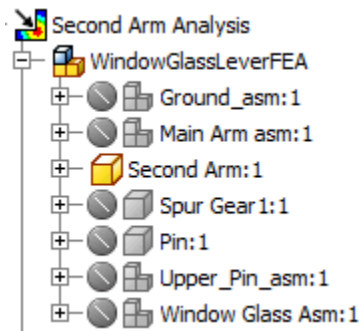 Second Arm Analysis
WindowGlassLeverFEA
Ground_asm:1
Main Arm asm:1
Second Arm:1
Spur Gear1:1
Pin:1
Upper_Pin_asm:1
Window Glass Asm:1